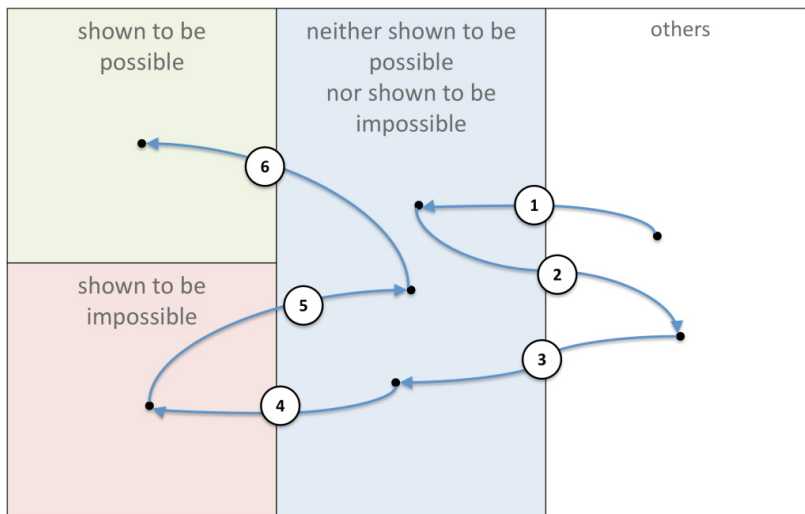 shown to be
possible
neither shown to be
possible
nor shown to be
impossible
others
6
1
2
shown to be
impossible
5
3
4